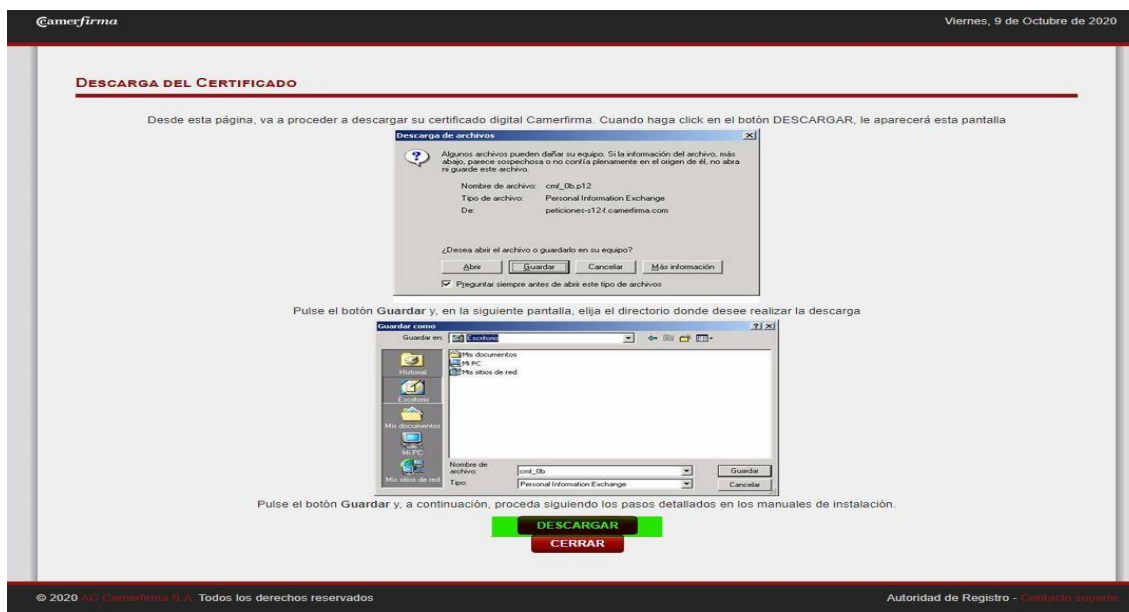 Camerfirma
Viernes, 9 de Octubre de 2020
DESCARGA DEL CERTIFICADO
Desde esta página, va a proceder a descargar su certificado digital Camerfirma. Cuando haga click en el botón DESCARGAR, le aparecerá esta pantalla
Descarga de archivos
Algunos archivos pueden dañar su equipo. Si la información del archivo, más
abajo, parece sospechosa o no confía plenamente en el origen de él, no abra
ni guarde este archivo.
Nombre de archivo: cmf_0b.p12
Tipo de archivo: Personal Information Exchange
De: peticiones-s12-f.camerfirma.com
¿Desea abrir el archivo o guardarlo en su equipo?
Abrir Guardar Cancelar Más información
Preguntar siempre antes de abrir este tipo de archivos
Pulse el botón Guardar y, en la siguiente pantalla, elija el directorio donde desee realizar la descarga
Guardar como
Guardar en: Escritorio
Mis documentos
Mi PC
Mis sitios de red
Historial
Escritorio
Mis documentos
Mi PC
Mis sitios de red
Nombre de
archivo: cmf_0b Guardar
Tipo: Personal Information Exchange Cancelar
Pulse el botón Guardar y, a continuación, proceda siguiendo los pasos detallados en los manuales de instalación.
DESCARGAR
CERRAR
© 2020 AC Camerfirma S.A. Todos los derechos reservados
Autoridad de Registro - Contacto soporte